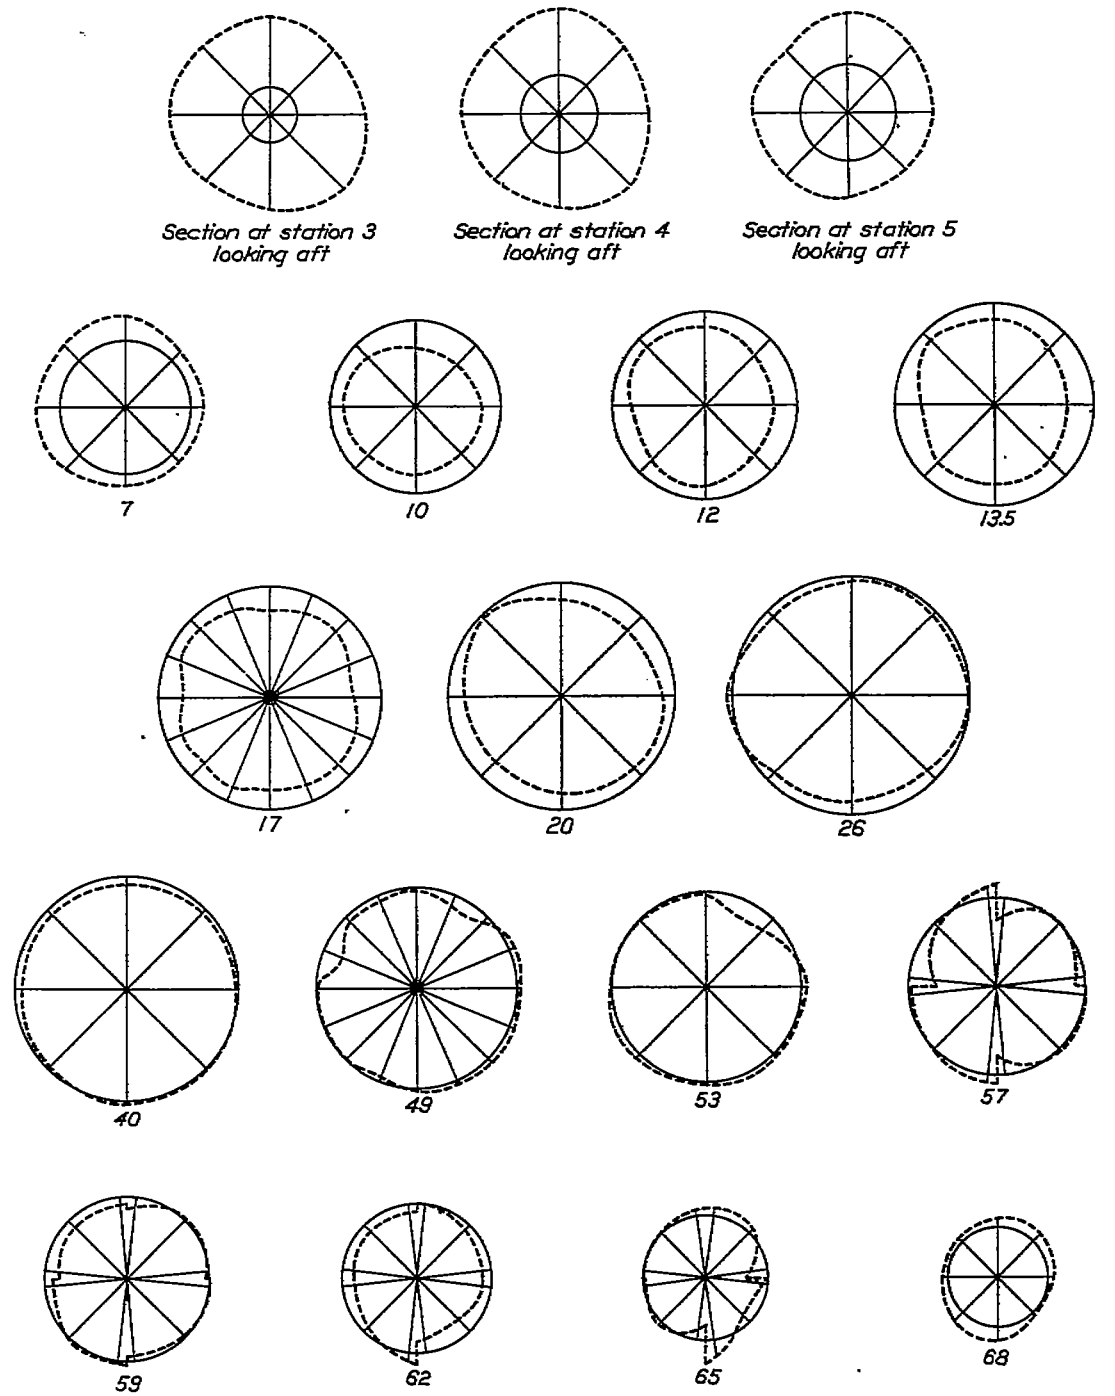 Section at station 3
looking aft
Section at station 4
looking aft
Section at station 5
looking aft
7
10
12
13.5
17
20
26
40
49
53
57
59
62
65
68